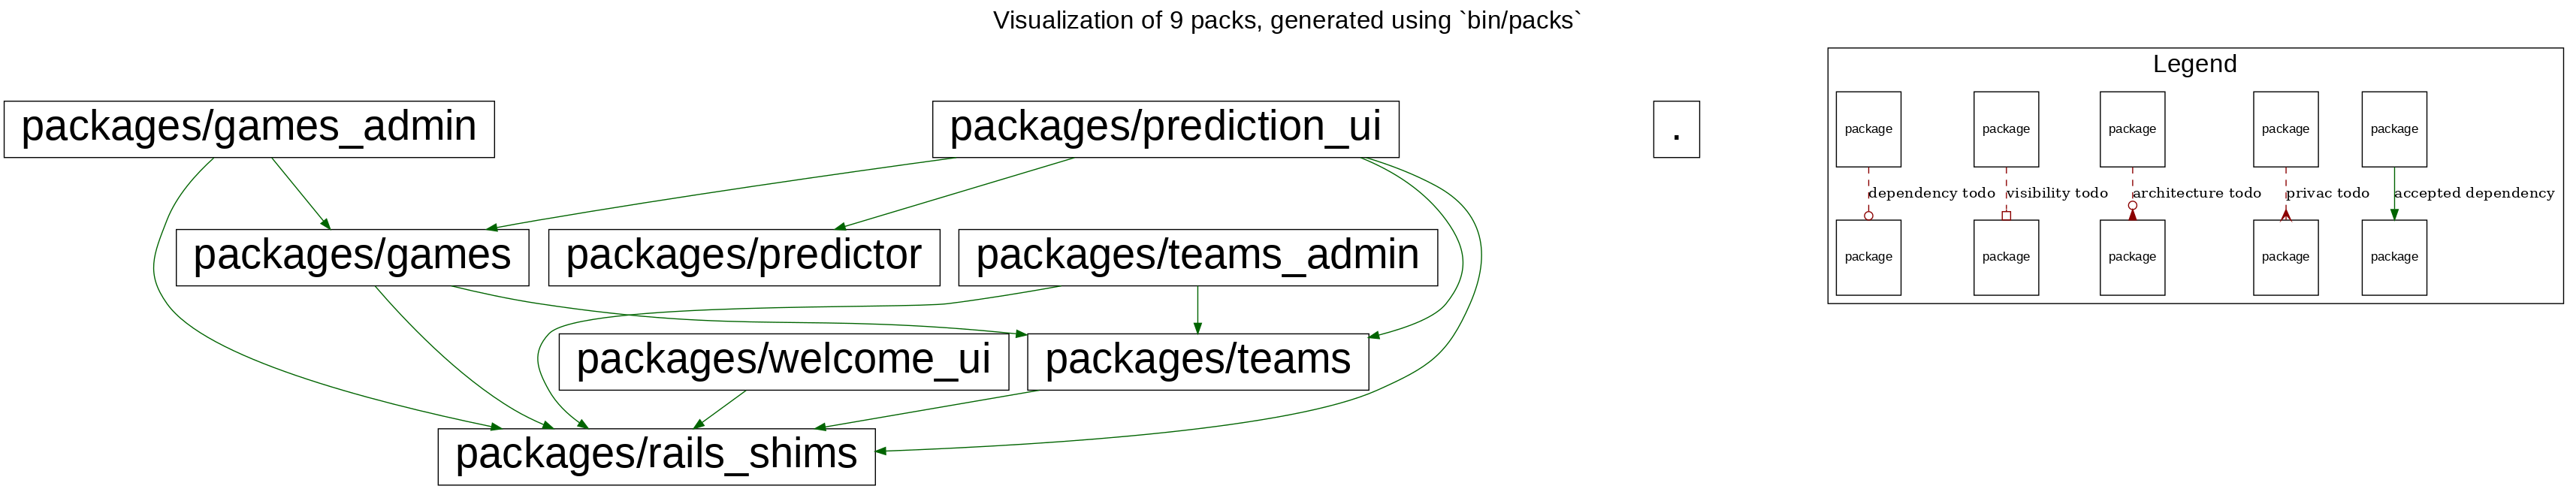 Visualization of 9 packs, generated using `bin/packs`
Legend
packages/games_admin
packages/prediction_ui
.
package
package
package
package
package
dependency todo
visibility todo
architecture todo
privac todo
accepted dependency
packages/games
packages/predictor
packages/teams_admin
package
package
package
package
package
packages/welcome_ui
packages/teams
packages/rails_shims